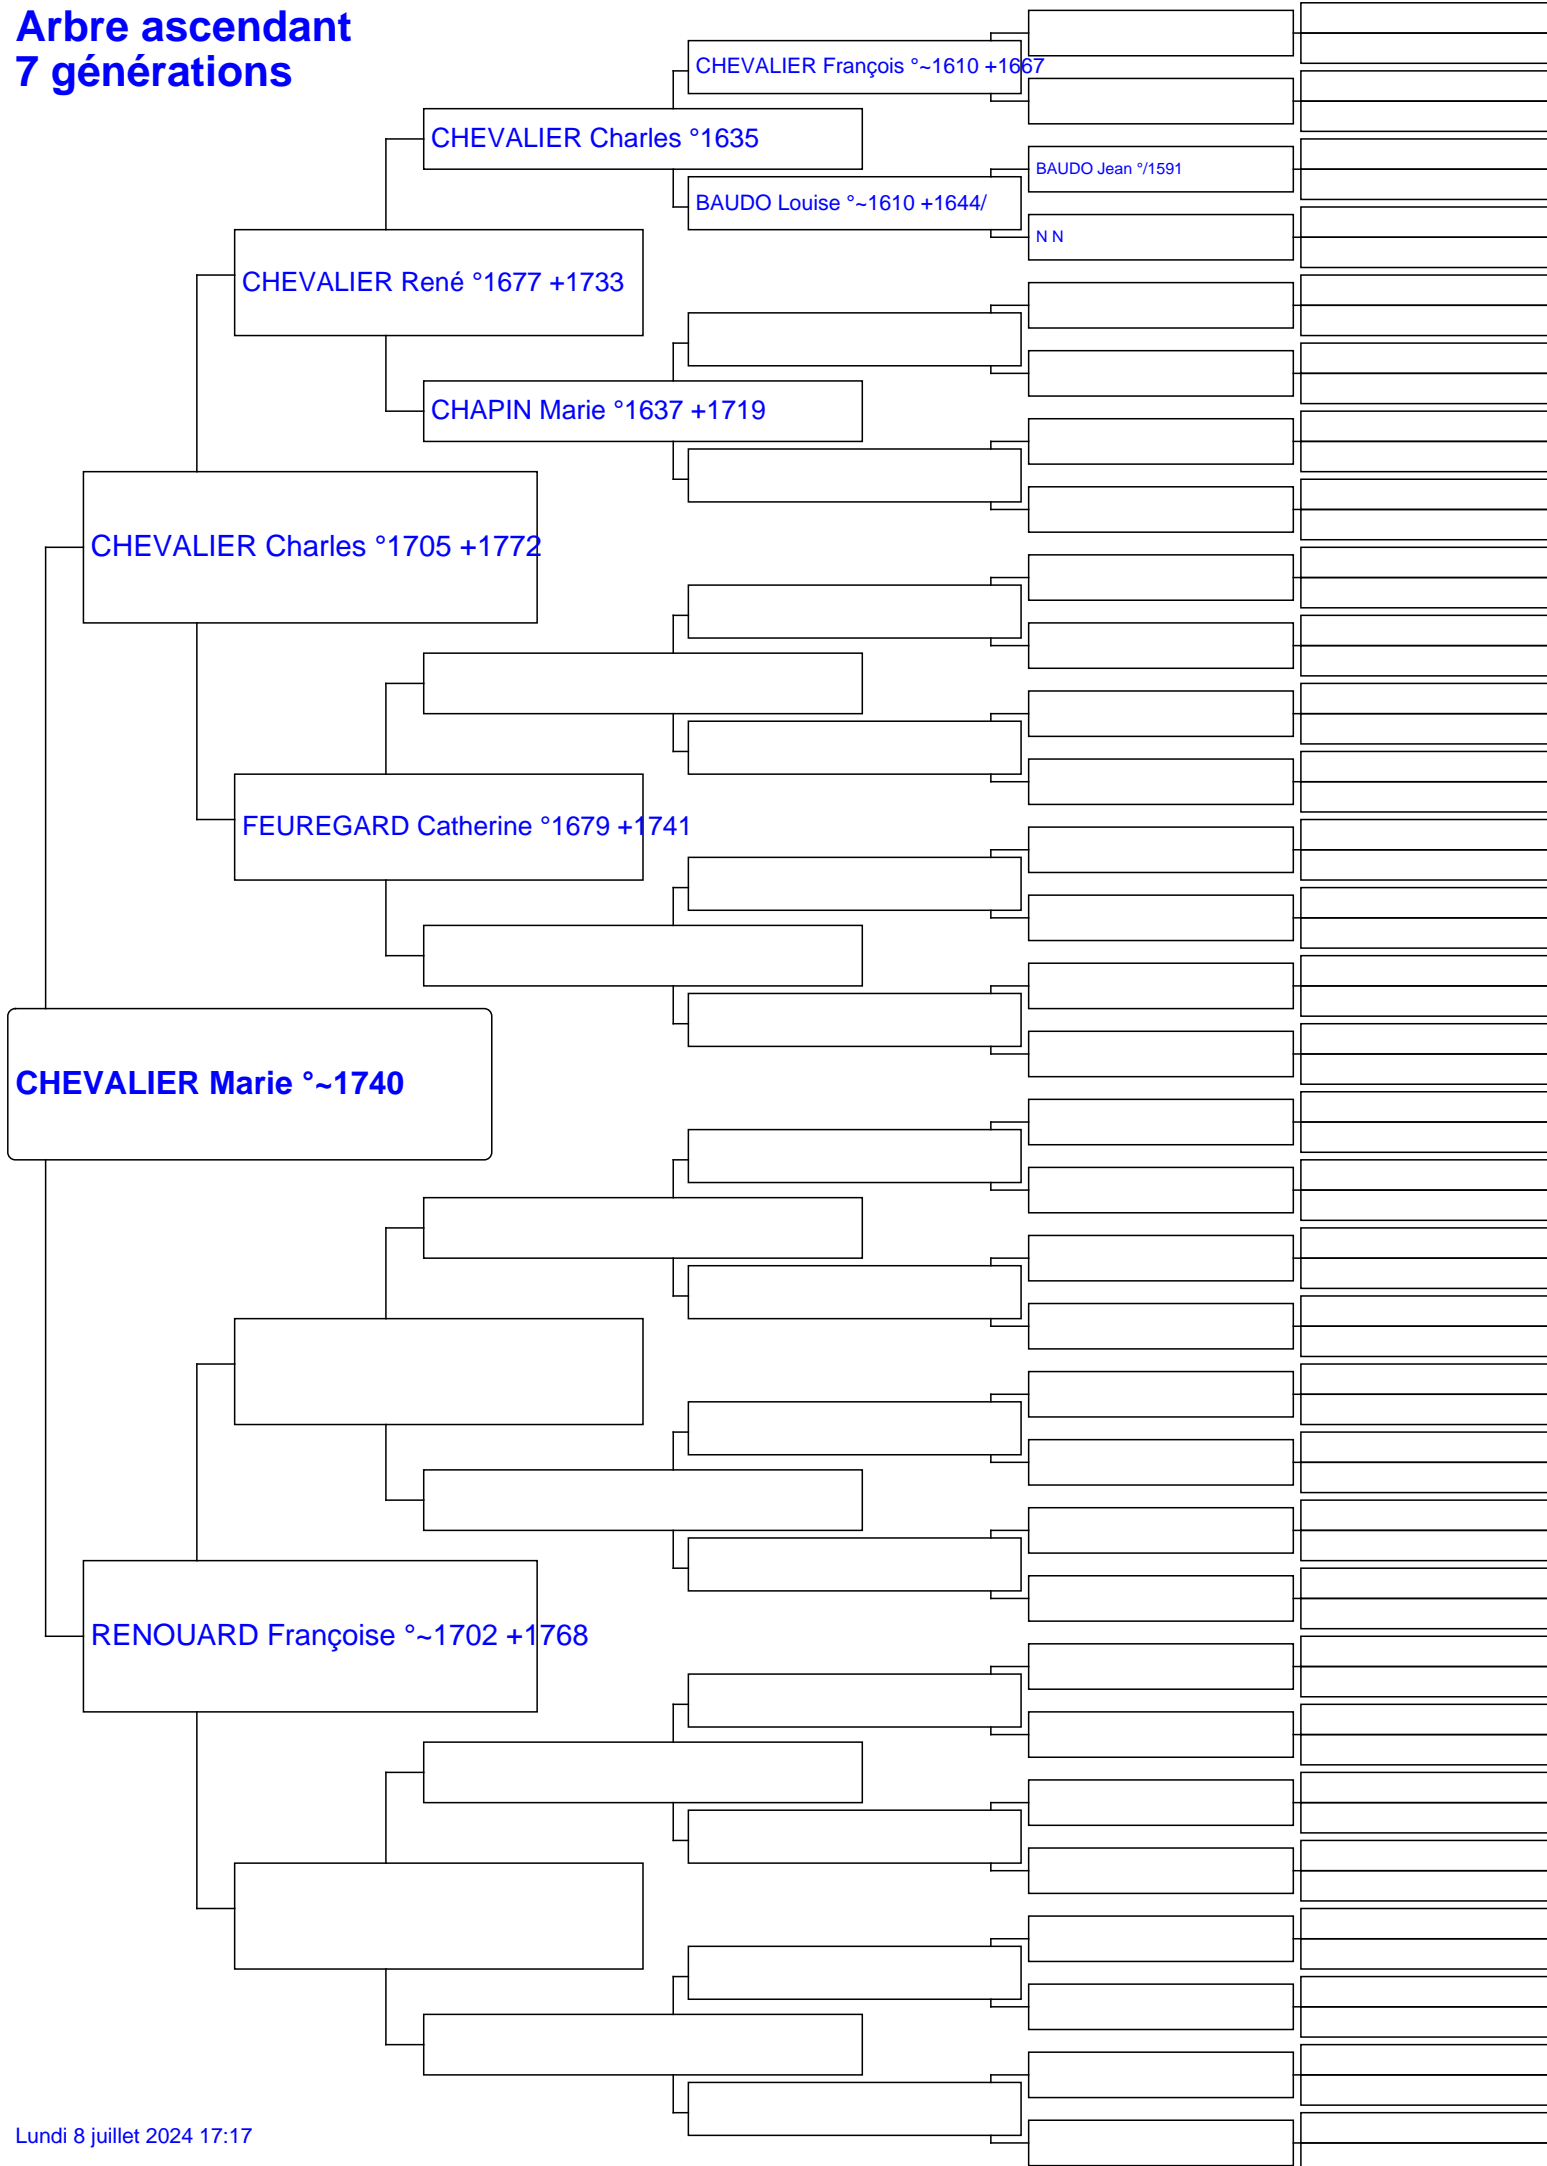 Arbre ascendant
7 générations
CHEVALIER François °~1610 +1667
CHEVALIER Charles °1635
BAUDO Jean °/1591
BAUDO Louise °~1610 +1644/
N N
CHEVALIER René °1677 +1733
CHAPIN Marie °1637 +1719
CHEVALIER Charles °1705 +1772
FEUREGARD Catherine °1679 +1741
CHEVALIER Marie °~1740
RENOUARD Françoise °~1702 +1768
Lundi 8 juillet 2024 17:17